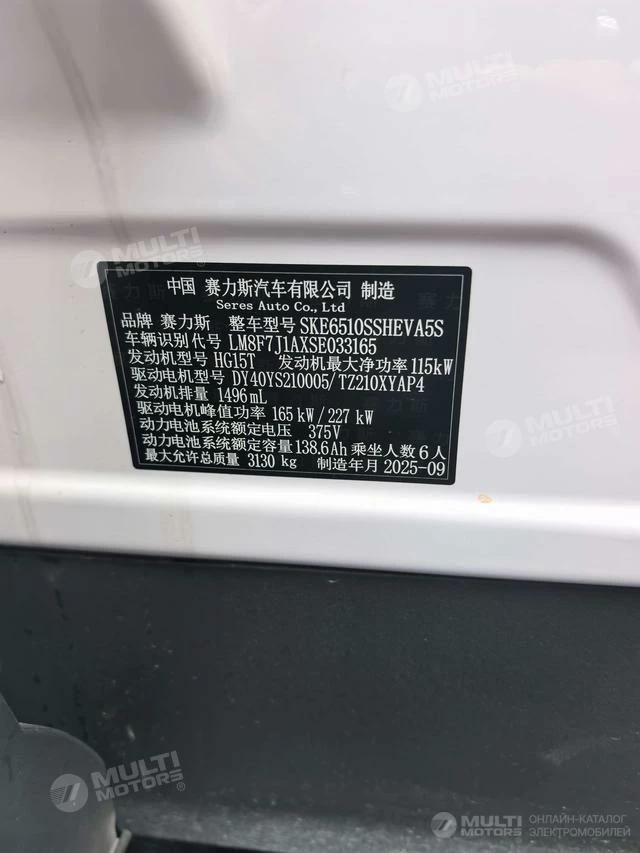 MULTI
MOTORS®
MULTI
MOTORS®
MULTI
中国 赛力斯汽车有限公司 制造
Seres Auto Co., Ltd
品牌 赛力斯 整车型号 SKE6510SSHEVA5S
车辆识别代号 LM8F7J1AXSE033165
发动机型号 HG15T 发动机最大净功率 115kW
驱动电机型号 DY40YS210005/TZ210XYAP4
发动机排量 1496mL
驱动电机峰值功率 165 kW/227 kW
动力电池系统额定电压 375V
动力电池系统额定容量 138.6Ah 乘坐人数 6人
最大允许总质量 3130 kg 制造年月 2025-09
MULTI
MOTORS®
MULTI
MOTORS®
ОНЛАЙН-КАТАЛОГ
ЭЛЕКТРОМОБИЛЕЙ